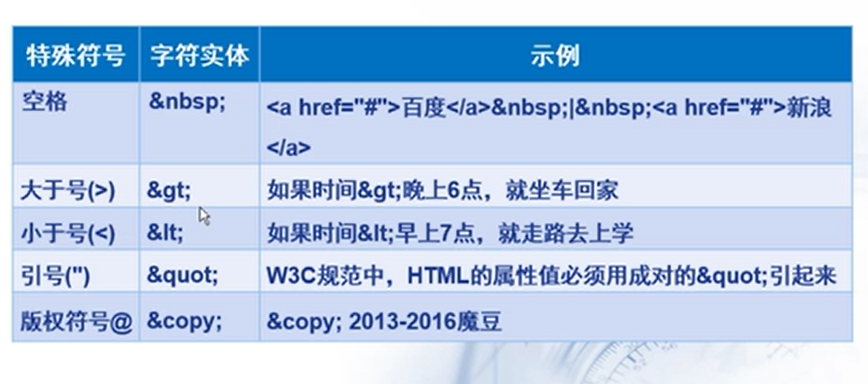 特殊符号 字符实体 示例
空格 &nbsp; <a href="#">百度</a>&nbsp;|&nbsp;<a href="#">新浪
</a>
大于号(>) &gt; 如果时间&gt;晚上6点，就坐车回家
小于号(<) &lt; 如果时间&lt;早上7点，就走路去上学
引号(") &quot; W3C规范中，HTML的属性值必须用成对的&quot;引起来
版权符号@ &copy; &copy; 2013-2016魔豆